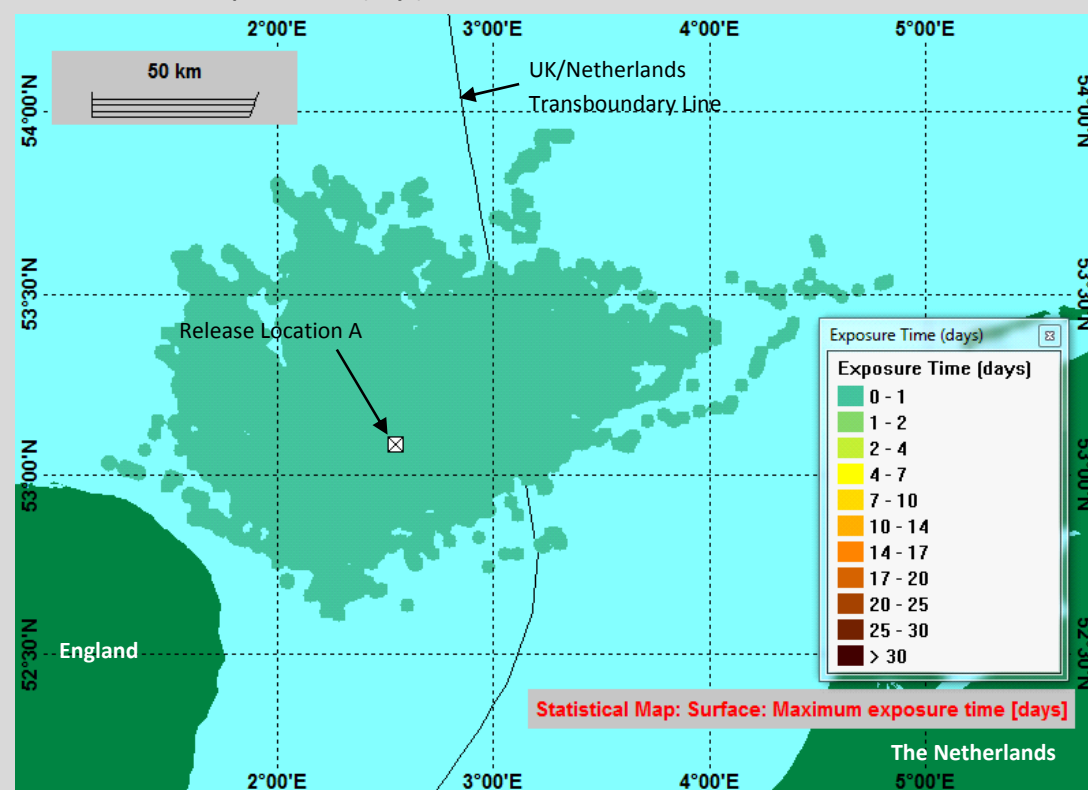 2°00'E 3°00'E 4°00'E 5°00'E
50 km
UK/Netherlands
Transboundary Line
54°00'N
54°00'N
53°30'N
53°30'N
Release Location A
Exposure Time (days)
Exposure Time (days)
0 - 1
1 - 2
2 - 4
4 - 7
7 - 10
10 - 14
14 - 17
17 - 20
20 - 25
25 - 30
> 30
53°00'N
53°00'N
England
52°30'N
52°30'N
Statistical Map: Surface: Maximum exposure time [days]
The Netherlands
2°00'E 3°00'E 4°00'E 5°00'E